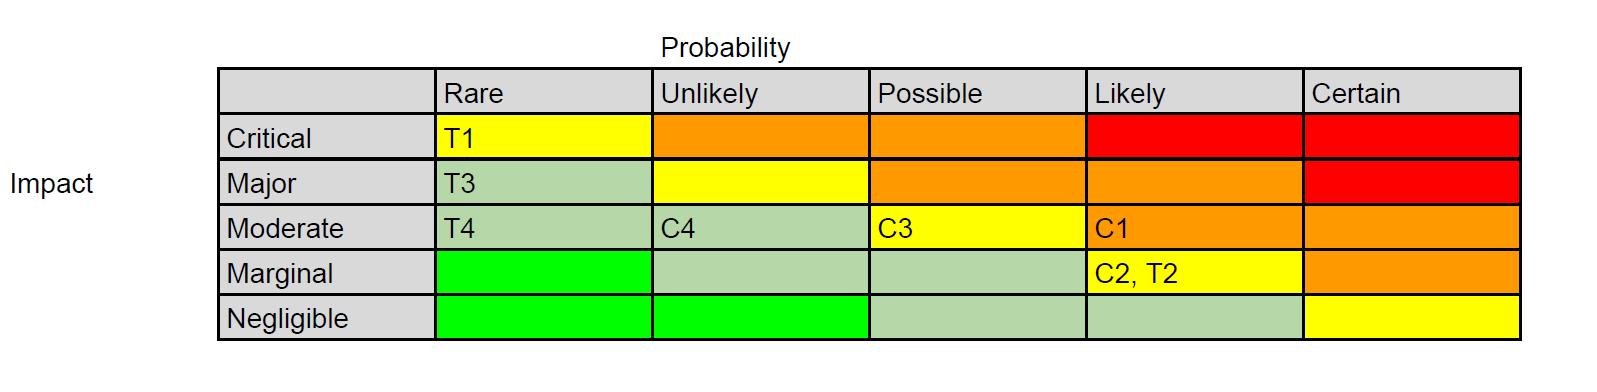 Probability
Rare Unlikely Possible Likely Certain
Critical T1
Impact Major T3
Moderate T4 C4 C3 C1
Marginal C2, T2
Negligible